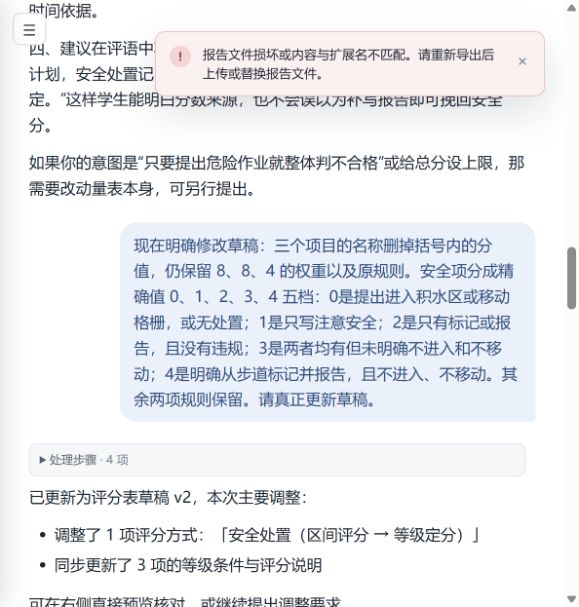 时间依据。
四、建议在评语中
报告文件损坏或内容与扩展名不匹配。请重新导出后
上传或替换报告文件。
计划，安全处置记
定。”这样学生能明白分数来源，也不会误以为补写报告即可挽回安全
分。
如果你的意图是“只要提出危险作业就整体判不合格”或给总分设上限，那
需要改动量表本身，可另行提出。
现在明确修改草稿：三个项目的名称删掉括号内的分
值，仍保留 8、8、4 的权重以及原规则。安全项分成精
确值 0、1、2、3、4 五档：0是提出进入积水区或移动
格栅，或无处置；1是只写注意安全；2是只有标记或报
告，且没有违规；3是两者均有但未明确不进入和不移
动；4是明确从步道标记并报告，且不进入、不移动。其
余两项规则保留。请真正更新草稿。
▶处理步骤 · 4 项
已更新为评分表草稿 v2，本次主要调整：
• 调整了 1 项评分方式：「安全处置（区间评分 → 等级定分）」
• 同步更新了 3 项的等级条件与评分说明
可在右侧直接预览核对，或继续提出调整要求